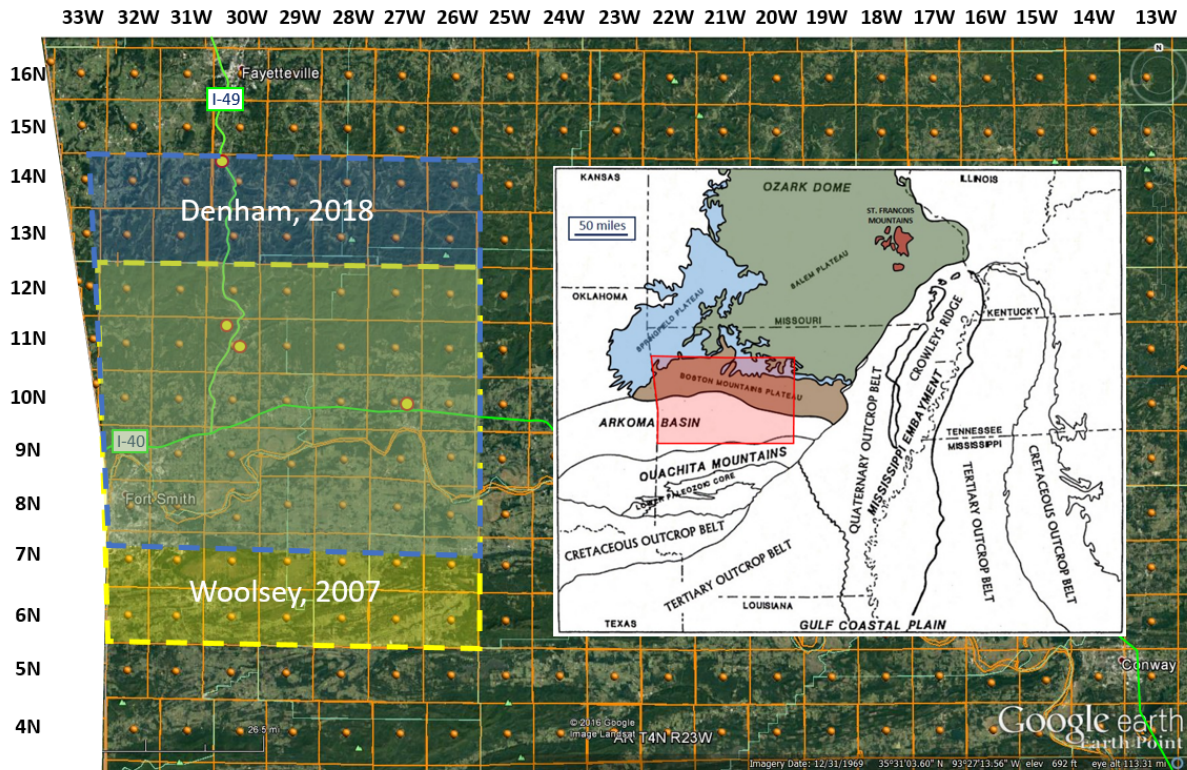 33W 32W 31W 30W 29W 28W 27W 26W 25W 24W 23W 22W 21W 20W 19W 18W 17W 16W 15W 14W 13W
16N
15N
14N
13N
12N
11N
10N
9N
8N
7N
6N
5N
4N
Fayetteville
I-49
Denham, 2018
I-40
Fort Smith
Woolsey, 2007
KANSAS
OZARK DOME
ILLINOIS
ST. FRANCOIS
MOUNTAINS
50 miles
SALEM PLATEAU
OKLAHOMA
SPRINGFIELD PLATEAU
MISSOURI
KENTUCKY
CROWLEYS RIDGE
BOSTON MOUNTAINS PLATEAU
ARKOMA BASIN
TENNESSEE
MISSISSIPPI
OUACHITA MOUNTAINS
LOWER PALEOZOIC CORE
QUATERNARY OUTCROP BELT
MISSISSIPPI EMBAYMENT
TERTIARY OUTCROP BELT
CRETACEOUS OUTCROP BELT
CRETACEOUS OUTCROP BELT
TERTIARY OUTCROP BELT
LOUISIANA
TEXAS
GULF COASTAL PLAIN
N
Conway
26.5 mi
© 2016 Google
Image Landsat
AR T4N R23W
Google earth
Earth Point
Imagery Date: 12/31/1969 35°31'03.60" N 93°27'13.56" W elev 692 ft eye alt 113.31 mi